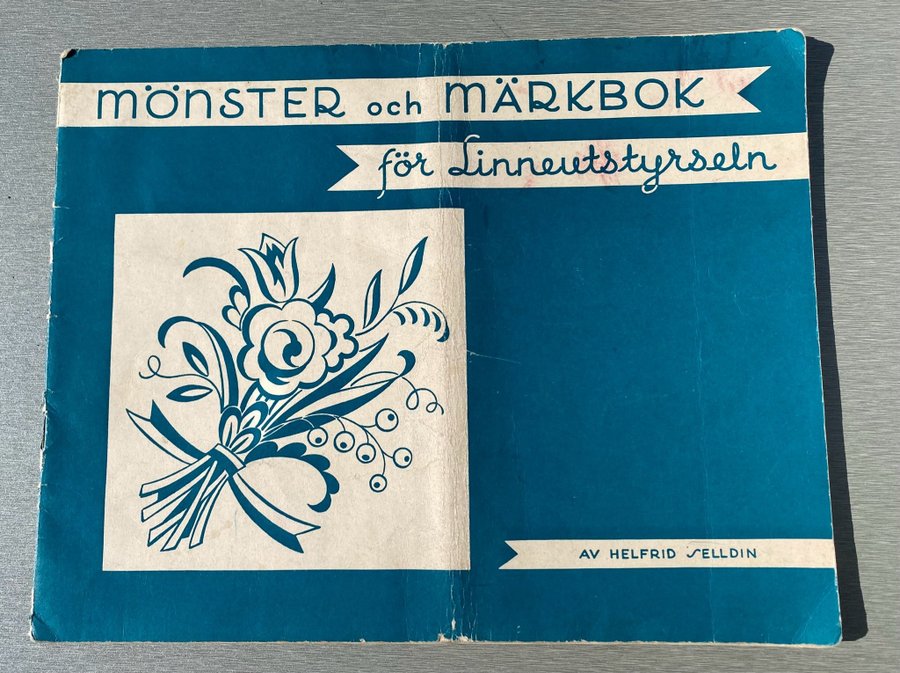 MÖNSTER och MÄRKBOK
för Linneutstyrseln
AV HELFRID SELLDIN